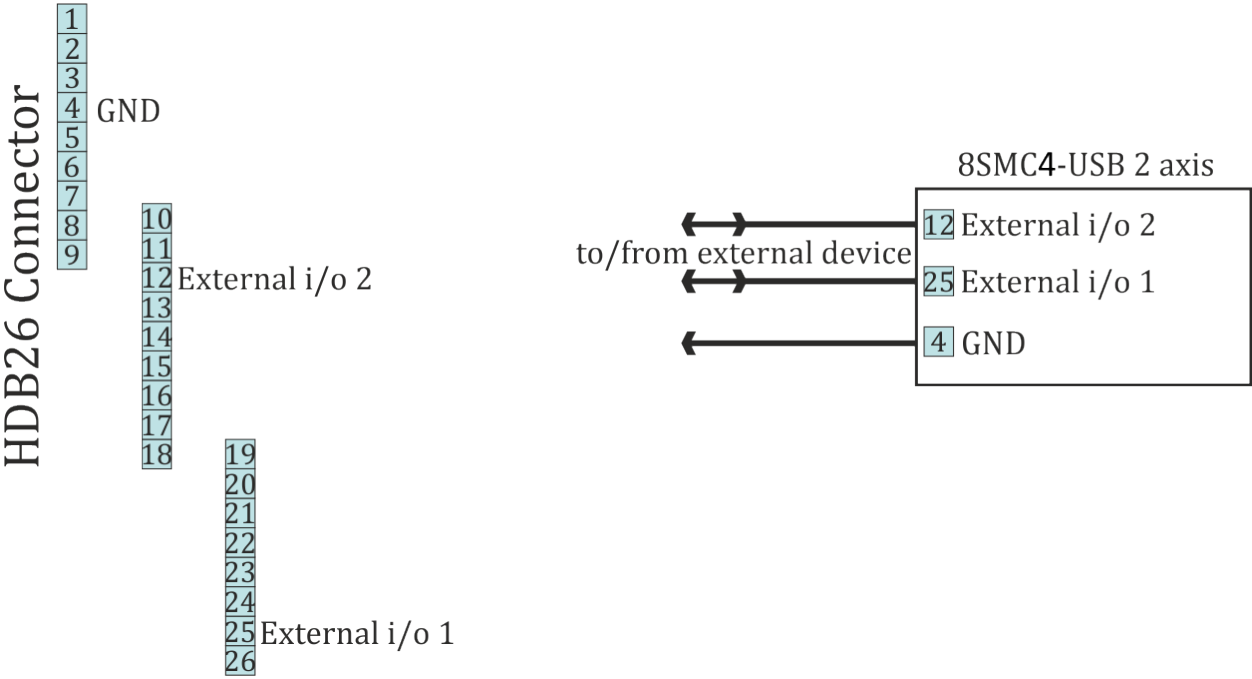 HDB26 Connector
1
2
3
4 GND
5
6
7
8
9
10
11
12 External i/o 2
13
14
15
16
17
18
19
20
21
22
23
24
25 External i/o 1
26
8SMC4-USB 2 axis
12 External i/o 2
to/from external device
25 External i/o 1
4 GND